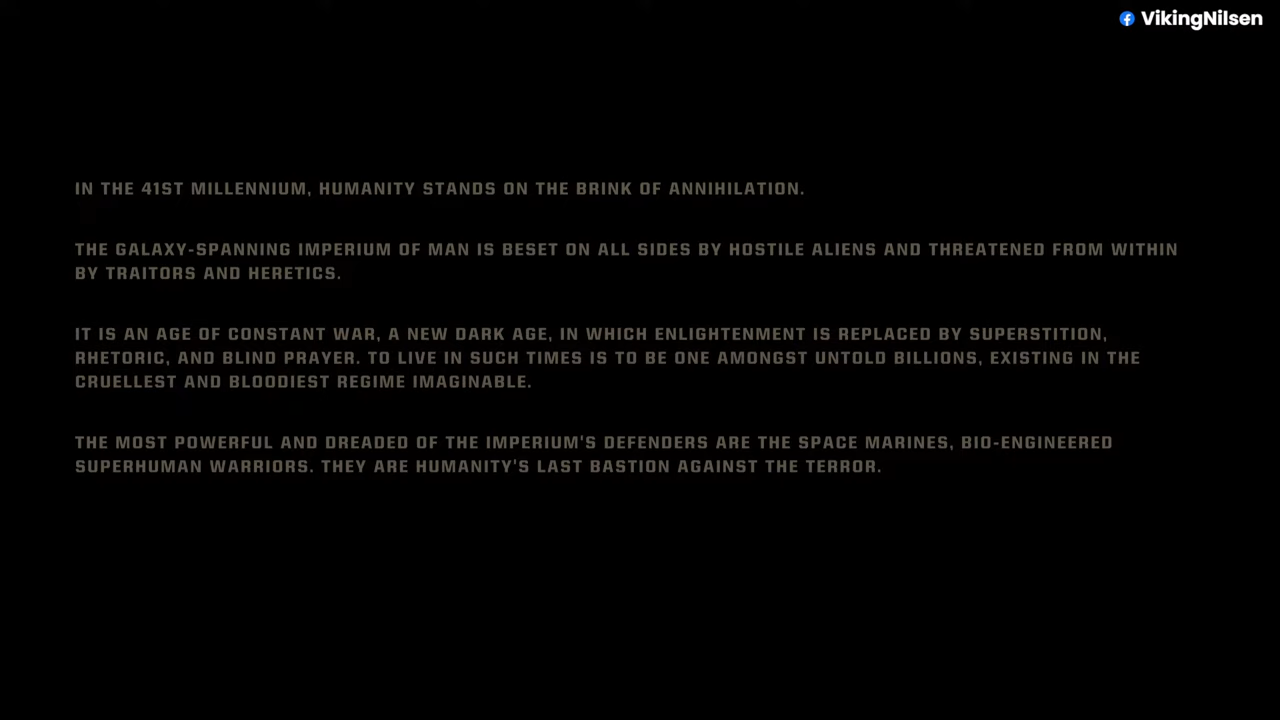 VikingNilsen
IN THE 41ST MILLENNIUM, HUMANITY STANDS ON THE BRINK OF ANNIHILATION.
THE GALAXY-SPANNING IMPERIUM OF MAN IS BESET ON ALL SIDES BY HOSTILE ALIENS AND THREATENED FROM WITHIN
BY TRAITORS AND HERETICS.
IT IS AN AGE OF CONSTANT WAR, A NEW DARK AGE, IN WHICH ENLIGHTENMENT IS REPLACED BY SUPERSTITION,
RHETORIC, AND BLIND PRAYER. TO LIVE IN SUCH TIMES IS TO BE ONE AMONGST UNTOLD BILLIONS, EXISTING IN THE
CRUELLEST AND BLOODIEST REGIME IMAGINABLE.
THE MOST POWERFUL AND DREADED OF THE IMPERIUM'S DEFENDERS ARE THE SPACE MARINES, BIO-ENGINEERED
SUPERHUMAN WARRIORS. THEY ARE HUMANITY'S LAST BASTION AGAINST THE TERROR.